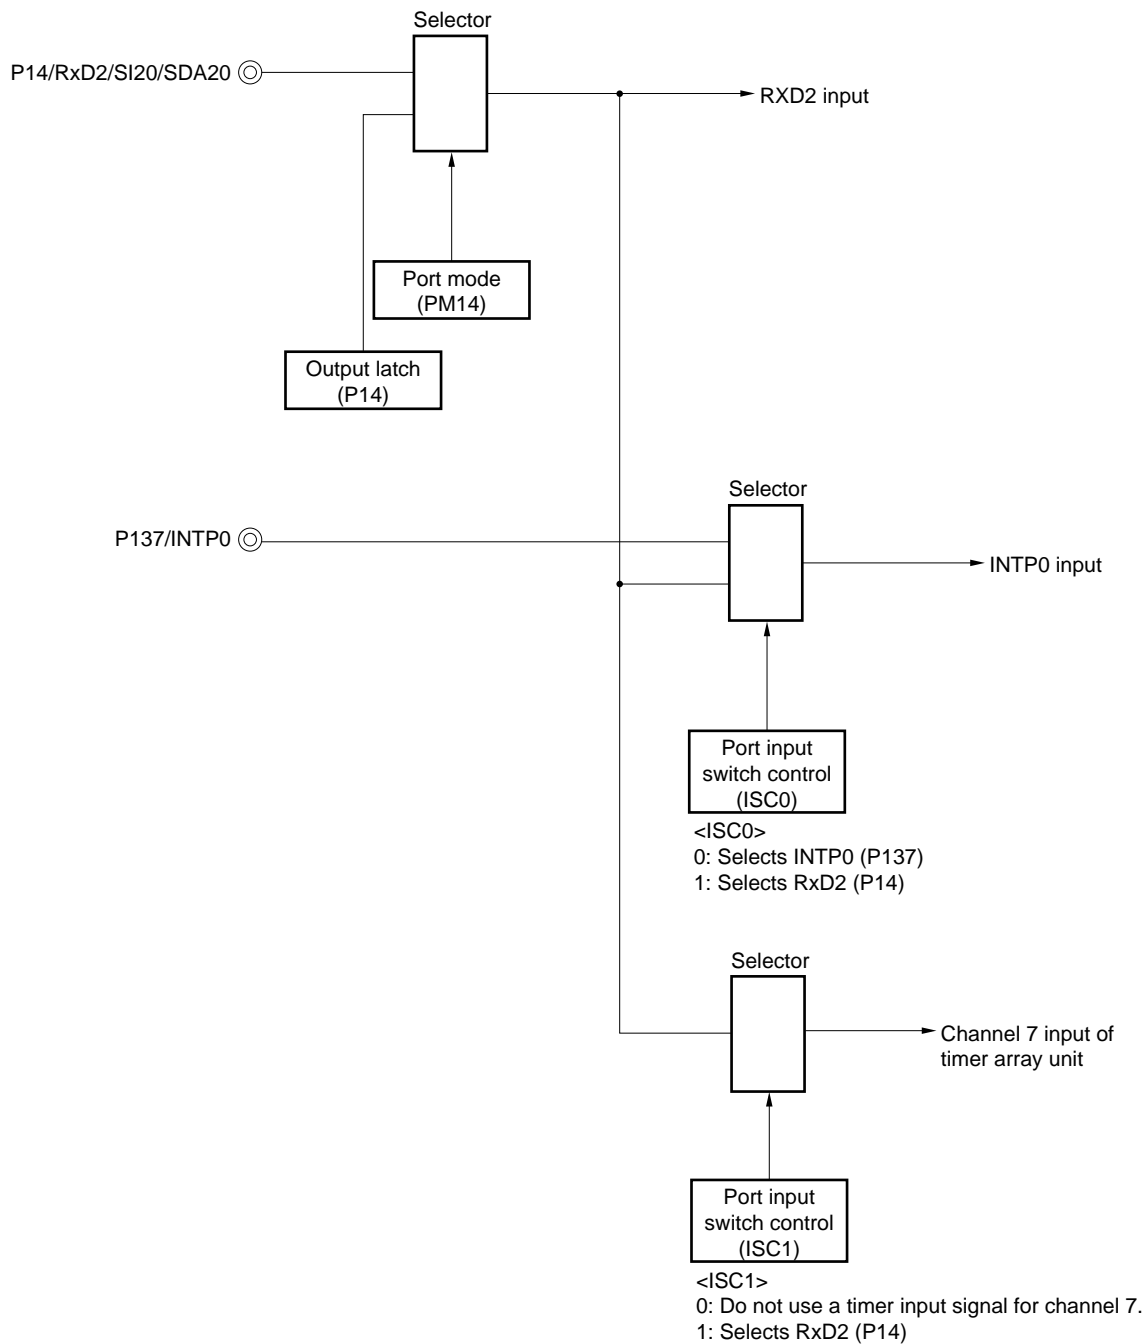 Selector
P14/RxD2/SI20/SDA20
RXD2 input
Port mode
(PM14)
Output latch
(P14)
Selector
P137/INTP0
INTP0 input
Port input
switch control
(ISC0)
<ISC0>
0: Selects INTP0 (P137)
1: Selects RxD2 (P14)
Selector
Channel 7 input of
timer array unit
Port input
switch control
(ISC1)
<ISC1>
0: Do not use a timer input signal for channel 7.
1: Selects RxD2 (P14)